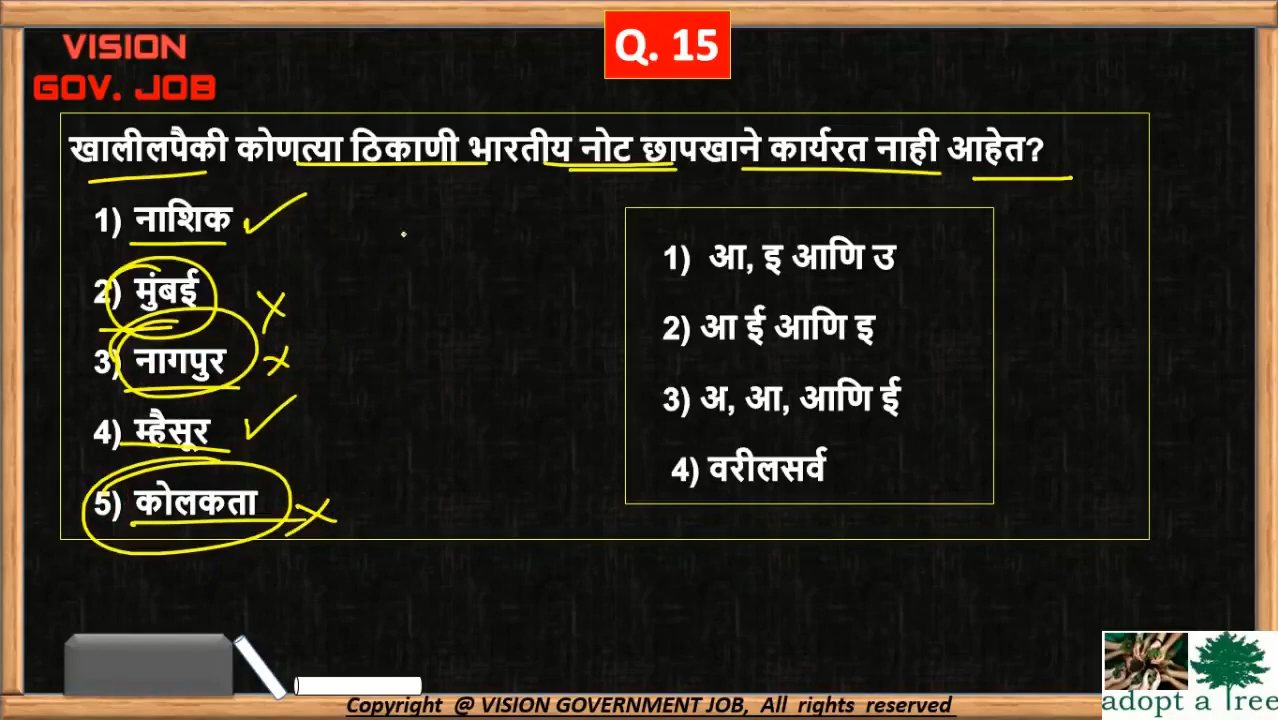 VISION
GOV. JOB
Q. 15
खालीलपैकी कोणत्या ठिकाणी भारतीय नोट छापखाने कार्यरत नाही आहेत?
1) नाशिक
2) मुंबई
3) नागपुर
4) म्हैसूर
5) कोलकता
1) आ, इ आणि उ
2) आ ई आणि इ
3) अ, आ, आणि ई
4) वरीलसर्व
Copyright @ VISION GOVERNMENT JOB, All rights reserved
adopt a Tree